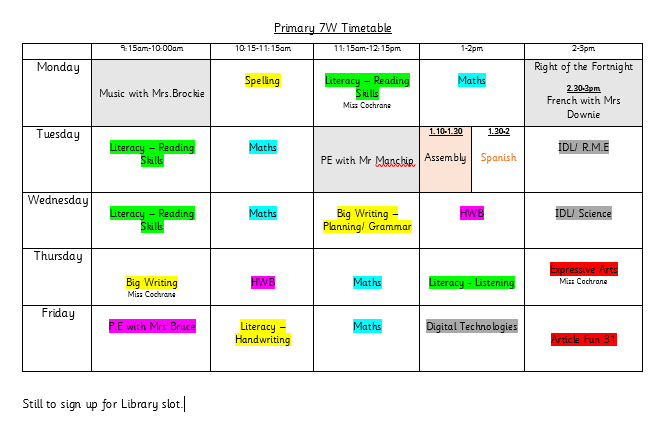 Primary 7W Timetable
9:15am-10:00am 10:15-11:15am 11:15am-12:15pm 1-2pm 2-3pm
Monday
Music with Mrs.Brockie
Spelling
Literacy – Reading
Skills
Miss Cochrane
Maths
Right of the Fortnight
2.30-3pm
French with Mrs
Downie
Tuesday
Literacy – Reading
Skills
Maths
PE with Mr Manchip
1.10-1.30
Assembly
1.30-2
Spanish
IDL/ R.M.E
Wednesday
Literacy – Reading
Skills
Maths
Big Writing –
Planning/ Grammar
HWB
IDL/ Science
Thursday
Big Writing
Miss Cochrane
HWB
Maths
Literacy - Listening
Expressive Arts
Miss Cochrane
Friday
P.E with Mrs Bruce
Literacy –
Handwriting
Maths
Digital Technologies
Article Fun 31
Still to sign up for Library slot.